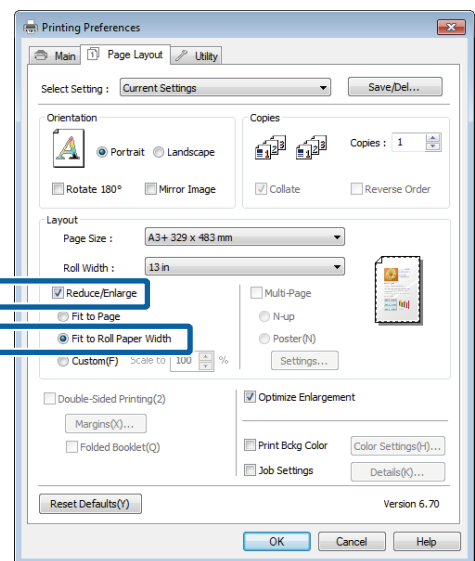 Printing Preferences
Main Page Layout Utility
Select Setting : Current Settings Save/Del...
Orientation Copies
Portrait Landscape Copies : 1
Rotate 180° Mirror Image Collate Reverse Order
Layout
Page Size : A3+ 329 x 483 mm
Roll Width : 13 in
Reduce/Enlarge Multi-Page
Fit to Page N-up
Fit to Roll Paper Width Poster(N)
Custom(F) Scale to 100 % Settings...
Double-Sided Printing(2) Optimize Enlargement
Margins(X)...
Folded Booklet(Q) Print Bckg Color Color Settings(H)...
Job Settings Details(K)...
Reset Defaults(Y) Version 6.70
OK Cancel Help